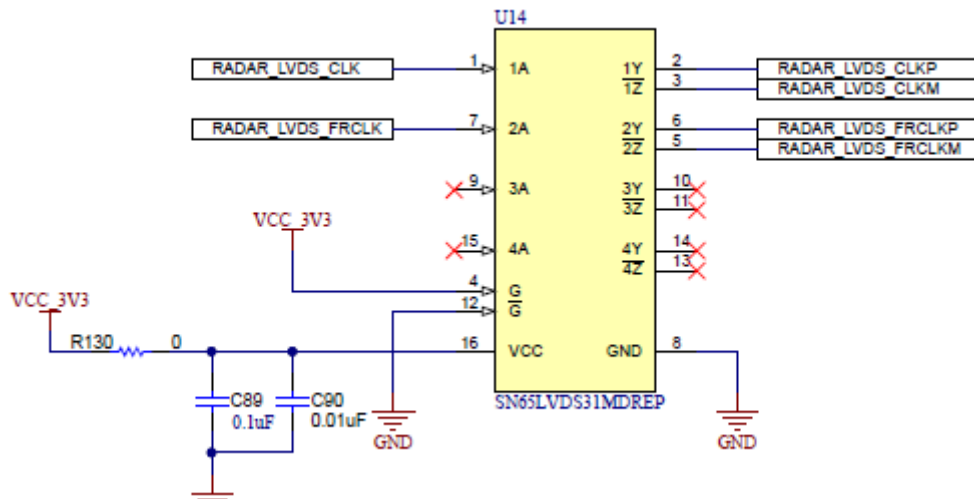 U14
RADAR_LVDS_CLK 1 1A 1Y 2 RADAR_LVDS_CLKP
1Z 3 RADAR_LVDS_CLKM
RADAR_LVDS_FRCLK 7 2A 2Y 6 RADAR_LVDS_FRCLKP
2Z 5 RADAR_LVDS_FRCLKM
9 3A 3Y 10
3Z 11
VCC_3V3
15 4A 4Y 14
4Z 13
4 G
12 G
VCC_3V3
R130 0 16 VCC GND 8
C89 C90
0.1uF 0.01uF
SN65LVDS31MDREP
GND GND